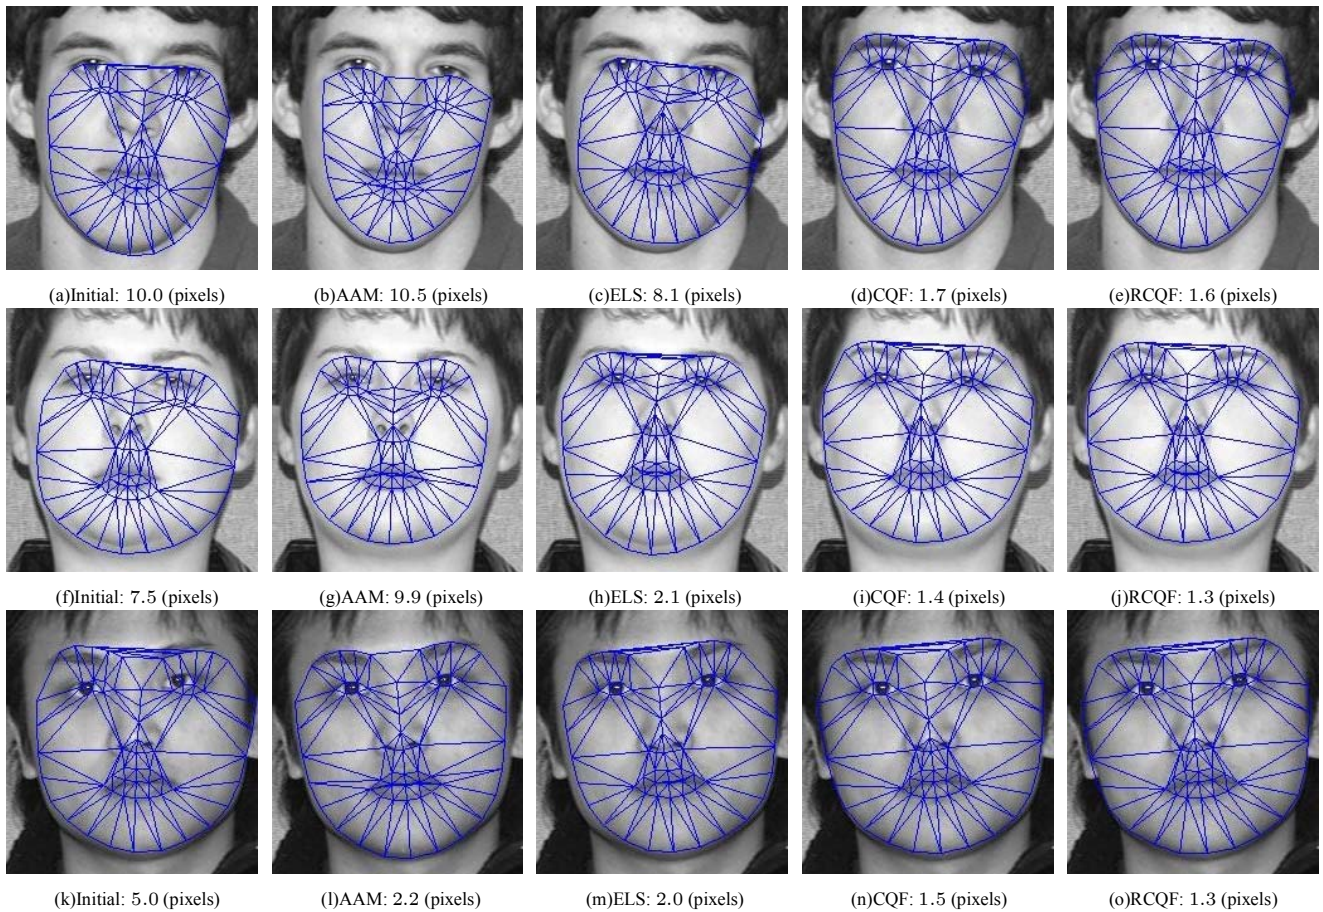 (a)Initial: 10.0 (pixels) (b)AAM: 10.5 (pixels) (c)ELS: 8.1 (pixels) (d)CQF: 1.7 (pixels) (e)RCQF: 1.6 (pixels)
(f)Initial: 7.5 (pixels) (g)AAM: 9.9 (pixels) (h)ELS: 2.1 (pixels) (i)CQF: 1.4 (pixels) (j)RCQF: 1.3 (pixels)
(k)Initial: 5.0 (pixels) (l)AAM: 2.2 (pixels) (m)ELS: 2.0 (pixels) (n)CQF: 1.5 (pixels) (o)RCQF: 1.3 (pixels)